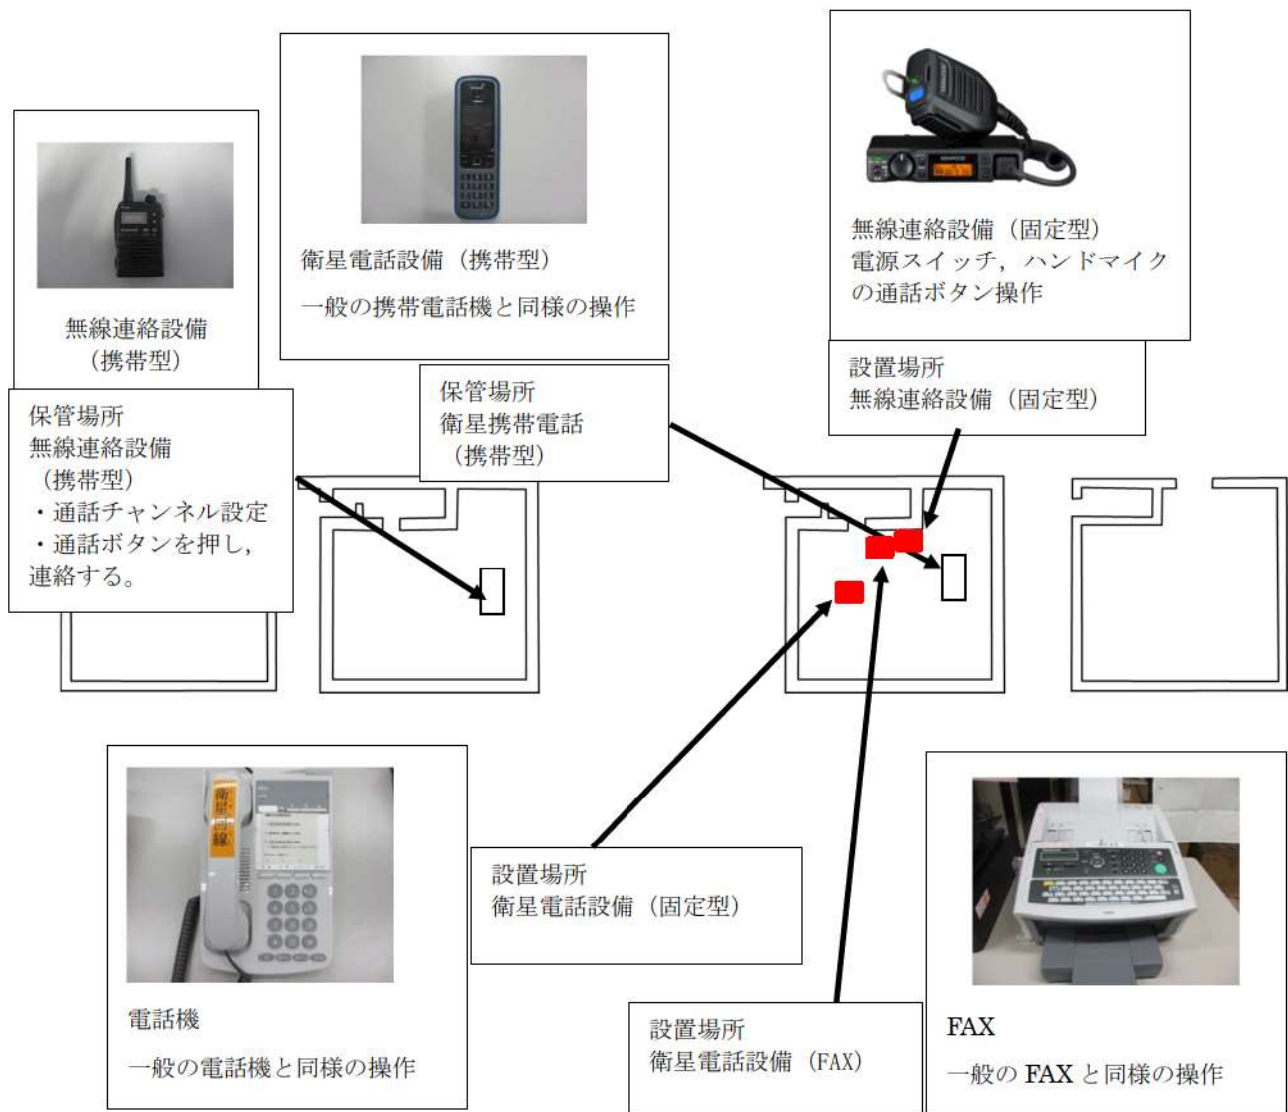 無線連絡設備
（携帯型）
保管場所
無線連絡設備
（携帯型）
・通話チャンネル設定
・通話ボタンを押し，
連絡する。
衛星電話設備（携帯型）
一般の携帯電話機と同様の操作
保管場所
衛星携帯電話
（携帯型）
KENWOOD
無線連絡設備（固定型）
電源スイッチ，ハンドマイク
の通話ボタン操作
設置場所
無線連絡設備（固定型）
衛星回線
電話機
一般の電話機と同様の操作
設置場所
衛星電話設備（固定型）
設置場所
衛星電話設備（FAX）
FAX
一般の FAX と同様の操作